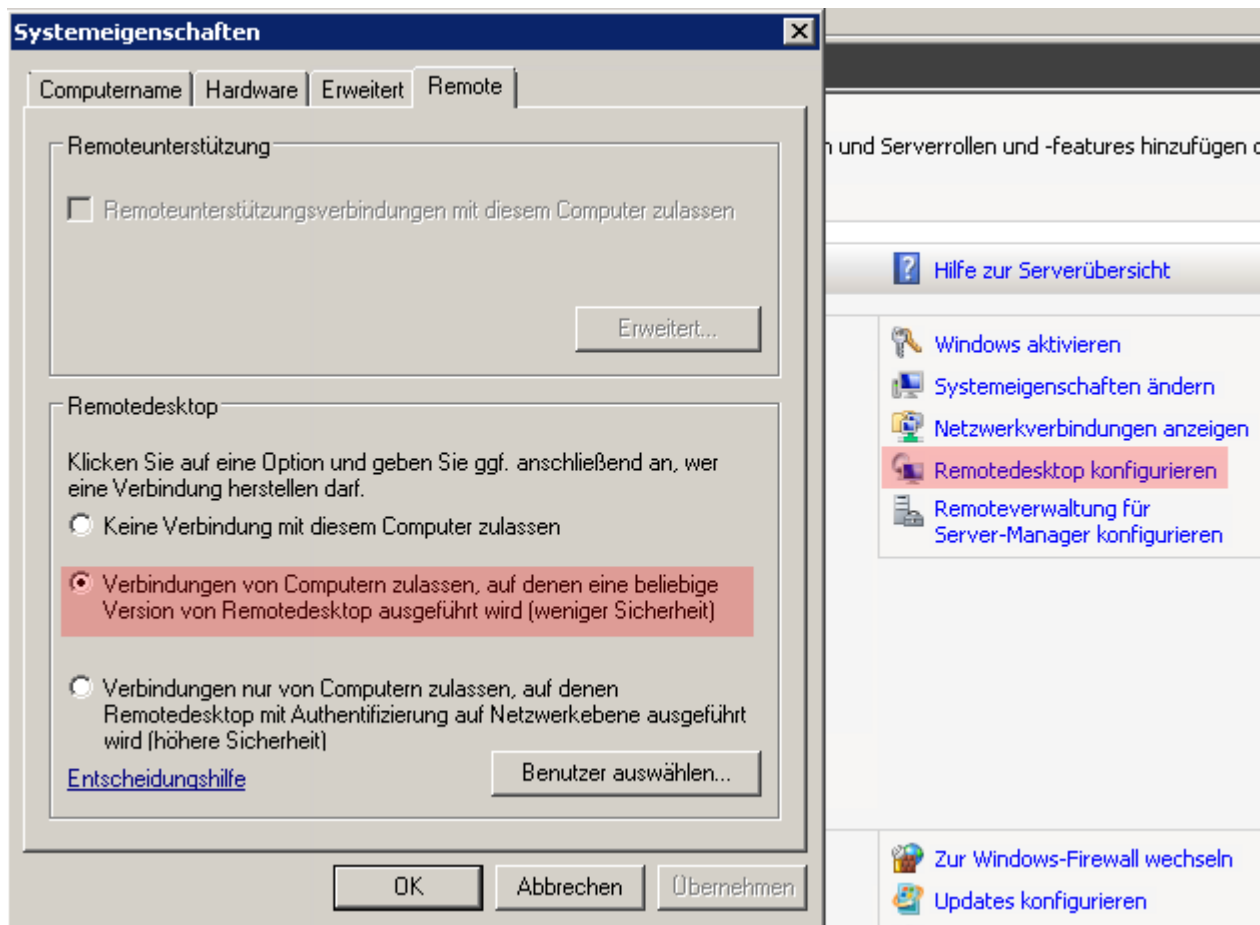 Systemeigenschaften
Computername
Hardware
Erweitert
Remote
Remoteunterstützung
Remoteunterstützungsverbindungen mit diesem Computer zulassen
Erweitert...
Remotedesktop
Klicken Sie auf eine Option und geben Sie ggf. anschließend an, wer
eine Verbindung herstellen darf.
Keine Verbindung mit diesem Computer zulassen
Verbindungen von Computern zulassen, auf denen eine beliebige
Version von Remotedesktop ausgeführt wird (weniger Sicherheit)
Verbindungen nur von Computern zulassen, auf denen
Remotedesktop mit Authentifizierung auf Netzwerkebene ausgeführt
wird (höhere Sicherheit)
Entscheidungshilfe
Benutzer auswählen...
OK
Abbrechen
Übernehmen
und Serverrollen und -features hinzufügen
Hilfe zur Serverübersicht
Windows aktivieren
Systemeigenschaften ändern
Netzwerkverbindungen anzeigen
Remotedesktop konfigurieren
Remoteverwaltung für
Server-Manager konfigurieren
Zur Windows-Firewall wechseln
Updates konfigurieren